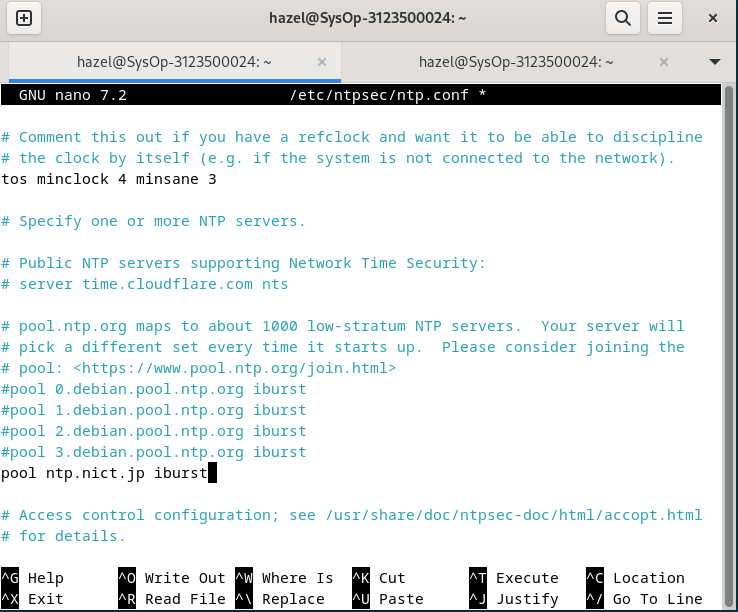 hazel@SysOp-3123500024: ~
hazel@SysOp-3123500024: ~
hazel@SysOp-3123500024: ~
GNU nano 7.2 /etc/ntpsec/ntp.conf *
# Comment this out if you have a refclock and want it to be able to discipline
# the clock by itself (e.g. if the system is not connected to the network).
tos minclock 4 minsane 3
# Specify one or more NTP servers.
# Public NTP servers supporting Network Time Security:
# server time.cloudflare.com nts
# pool.ntp.org maps to about 1000 low-stratum NTP servers.  Your server will
# pick a different set every time it starts up.  Please consider joining the
# pool: <https://www.pool.ntp.org/join.html>
#pool 0.debian.pool.ntp.org iburst
#pool 1.debian.pool.ntp.org iburst
#pool 2.debian.pool.ntp.org iburst
#pool 3.debian.pool.ntp.org iburst
pool ntp.nict.jp iburst
# Access control configuration; see /usr/share/doc/ntpsec-doc/html/accopt.html
# for details.
^G Help ^O Write Out ^W Where Is ^K Cut ^T Execute ^C Location
^X Exit ^R Read File ^\ Replace ^U Paste ^J Justify ^/ Go To Line